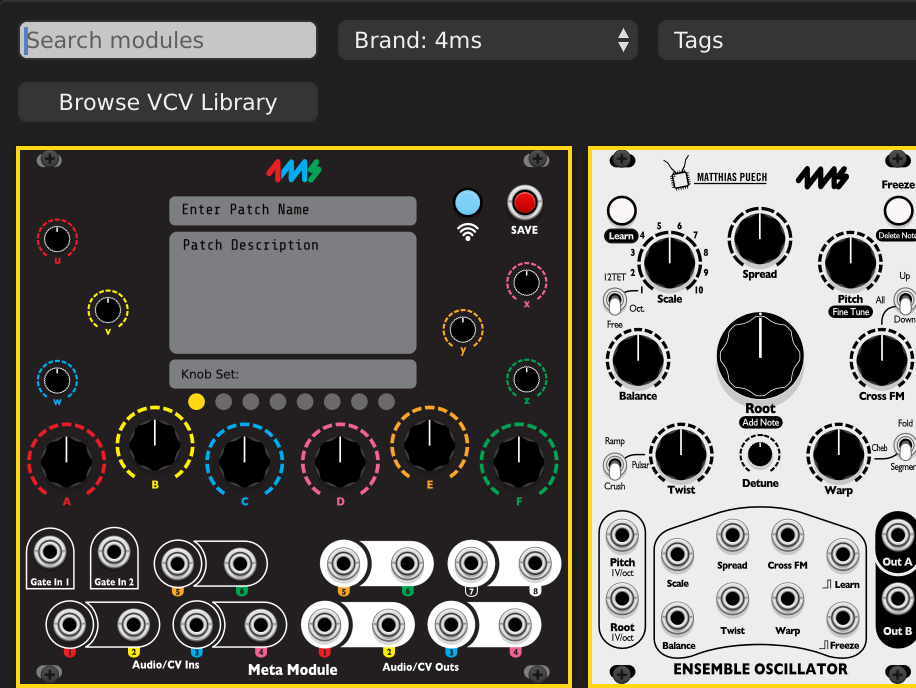 Search modules
Brand: 4ms
Tags
Browse VCV Library
4ms
Enter Patch Name
Patch Description
Knob Set:
SAVE
u
v
w
x
y
z
A
B
C
D
E
F
Gate In 1
Gate In 2
5
6
5
6
7
8
1
2
3
4
1
2
3
4
Audio/CV Ins
Meta Module
Audio/CV Outs
MATTHIAS PUECH
4ms
Freeze
Learn
Delete Note
1
2
3
4
5
6
7
8
9
10
Scale
Spread
Pitch
Fine Tune
12TET
Oct.
Free
All
Up
Down
Balance
Root
Add Note
Cross FM
Ramp
Pulsar
Crush
Twist
Detune
Warp
Fold
Cheb
Segmen
Pitch
1V/oct
Root
1V/oct
Scale
Spread
Cross FM
Learn
Balance
Twist
Warp
Freeze
Out A
Out B
ENSEMBLE OSCILLATOR